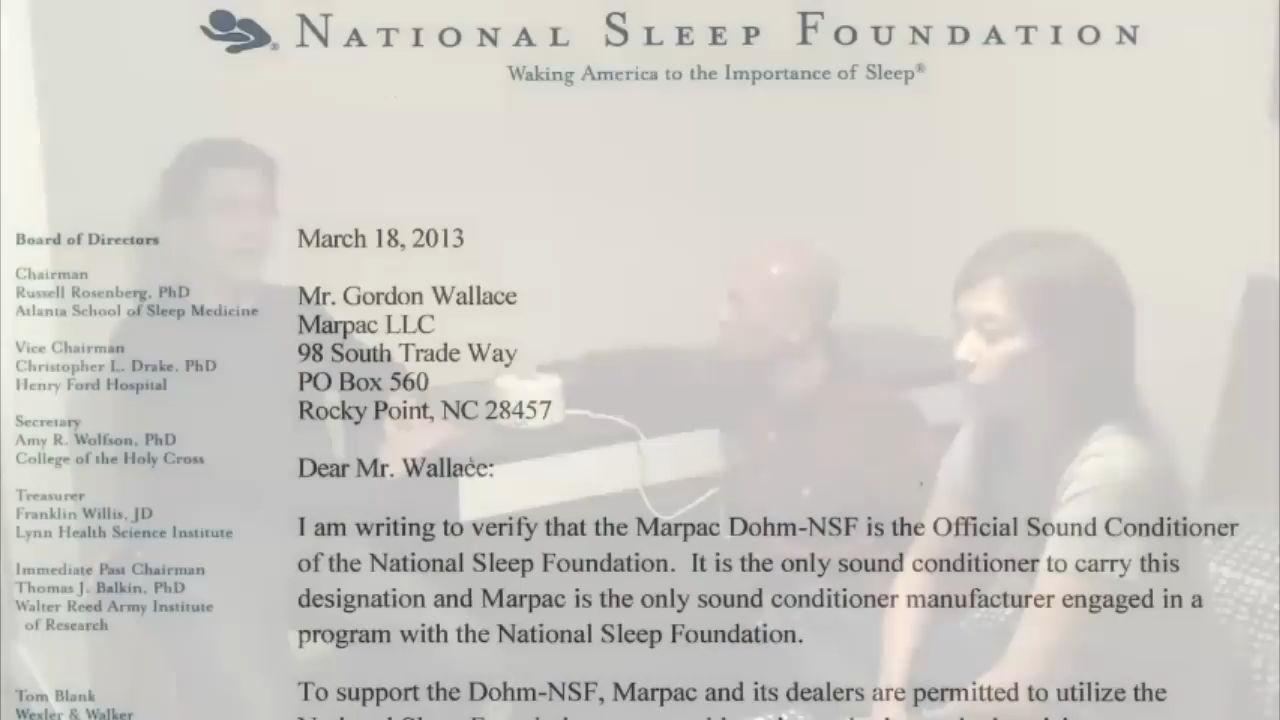 NATIONAL SLEEP FOUNDATION
Waking America to the Importance of Sleep®
Board of Directors
Chairman
Russell Rosenberg, PhD
Atlanta School of Sleep Medicine
Vice Chairman
Christopher L. Drake, PhD
Henry Ford Hospital
Secretary
Amy R. Wolfson, PhD
College of the Holy Cross
Treasurer
Franklin Willis, JD
Lynn Health Science Institute
Immediate Past Chairman
Thomas J. Balkin, PhD
Walter Reed Army Institute
of Research
Tom Blank
Wexler & Walker
March 18, 2013
Mr. Gordon Wallace
Marpac LLC
98 South Trade Way
PO Box 560
Rocky Point, NC 28457
Dear Mr. Wallace:
I am writing to verify that the Marpac Dohm-NSF is the Official Sound Conditioner
of the National Sleep Foundation. It is the only sound conditioner to carry this
designation and Marpac is the only sound conditioner manufacturer engaged in a
program with the National Sleep Foundation.
To support the Dohm-NSF, Marpac and its dealers are permitted to utilize the